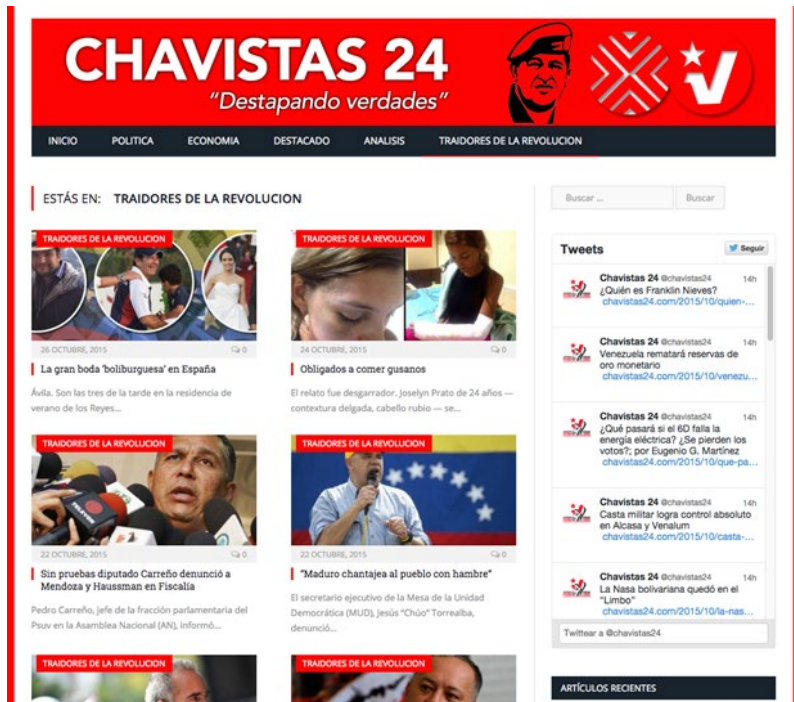 CHAVISTAS 24
"Destapando verdades"
INICIO POLITICA ECONOMIA DESTACADO ANALISIS TRAIDORES DE LA REVOLUCION
ESTÁS EN: TRAIDORES DE LA REVOLUCION
TRAIDORES DE LA REVOLUCION
26 OCTUBRE, 2015 0
La gran boda 'boliburguesa' en España
Ávila. Son las tres de la tarde en la residencia de
verano de los Reyes...
TRAIDORES DE LA REVOLUCION
24 OCTUBRE, 2015 0
Obligados a comer gusanos
El relato fue desgarrador. Joselyn Prato de 24 años —
contextura delgada, cabello rubio — se...
TRAIDORES DE LA REVOLUCION
22 OCTUBRE, 2015 0
Sin pruebas diputado Carreño denunció a
Mendoza y Haussman en Fiscalía
Pedro Carreño, jefe de la fracción parlamentaria del
Psuv en la Asamblea Nacional (AN), informó...
TRAIDORES DE LA REVOLUCION
22 OCTUBRE, 2015 0
"Maduro chantajea al pueblo con hambre"
El secretario ejecutivo de la Mesa de la Unidad
Democrática (MUD), Jesús "Chúo" Torrealba,
denunció...
TRAIDORES DE LA REVOLUCION
TRAIDORES DE LA REVOLUCION
Buscar ... Buscar
Tweets Seguir
Chavistas 24 @chavistas24 14h
¿Quién es Franklin Nieves?
chavistas24.com/2015/10/quien-...
Chavistas 24 @chavistas24 14h
Venezuela rematará reservas de
oro monetario
chavistas24.com/2015/10/venezu...
Chavistas 24 @chavistas24 14h
¿Qué pasará si el 6D falla la
energía eléctrica? ¿Se pierden los
votos?; por Eugenio G. Martínez
chavistas24.com/2015/10/que-pa...
Chavistas 24 @chavistas24 14h
Casta militar logra control absoluto
en Alcasa y Venalum
chavistas24.com/2015/10/casta-...
Chavistas 24 @chavistas24 14h
La Nasa bolivariana quedó en el
"Limbo"
chavistas24.com/2015/10/la-nas...
Twittear a @chavistas24
ARTÍCULOS RECIENTES